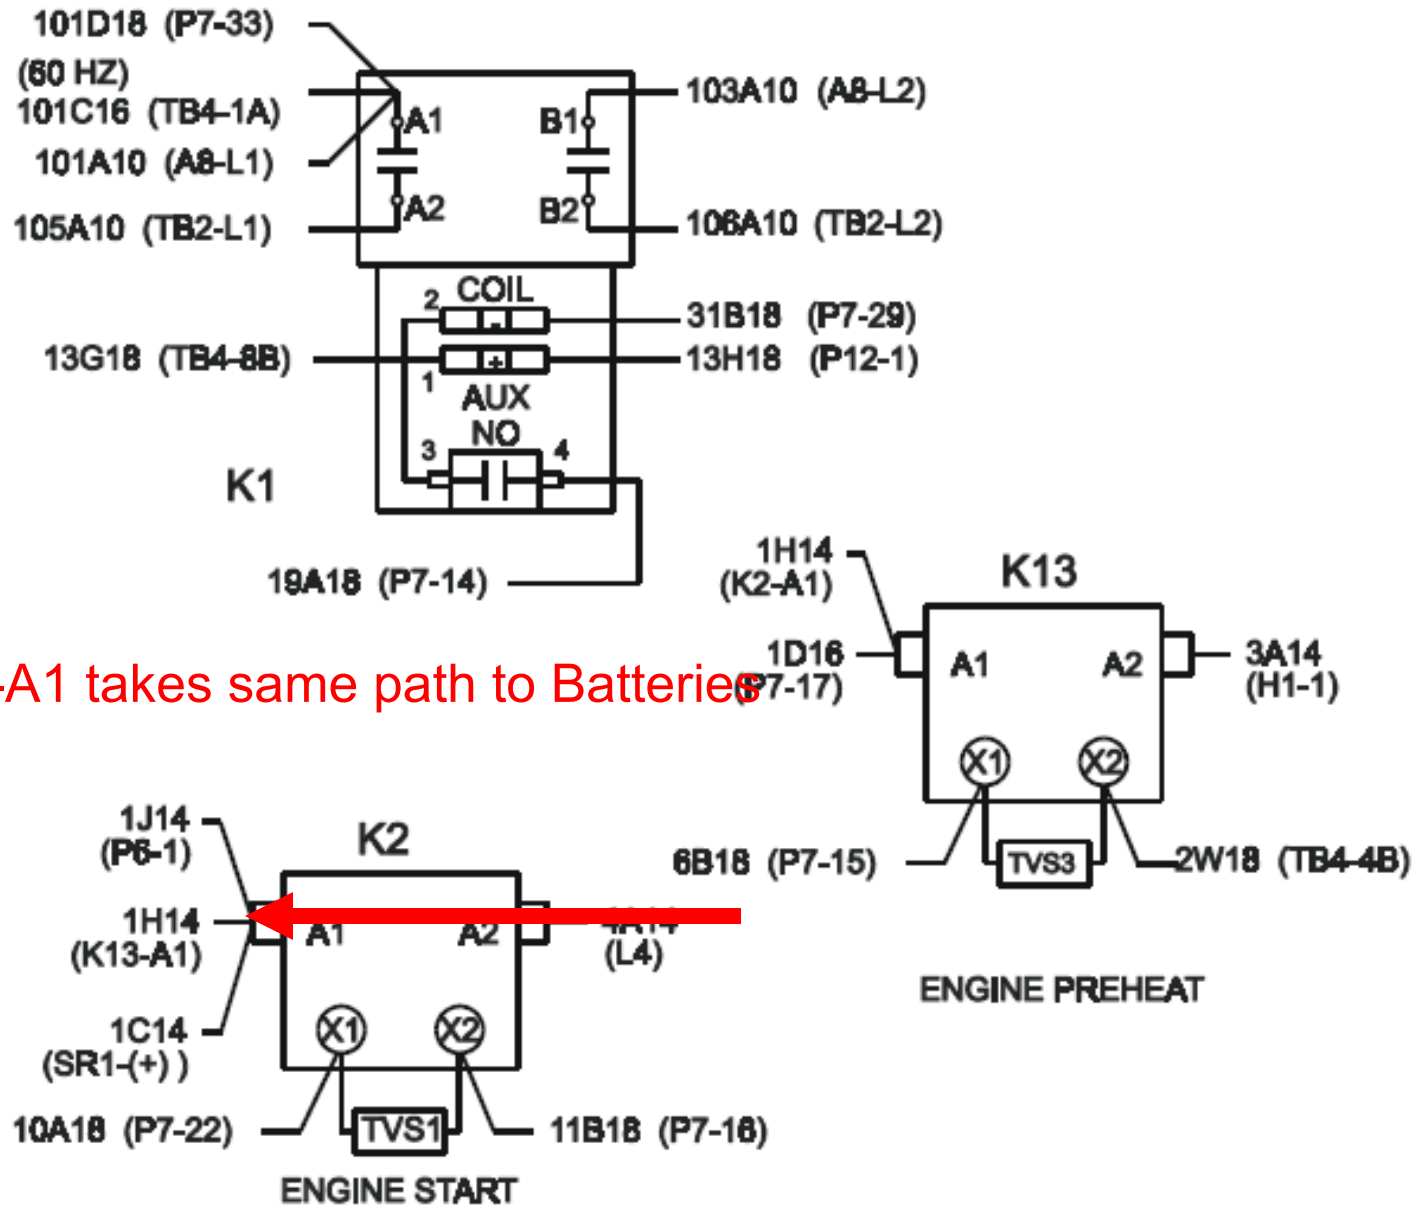 101D18 (P7-33)
(60 HZ)
101C16 (TB4-1A)
101A10 (A8-L1)
105A10 (TB2-L1)
A1
A2
B1
B2
103A10 (A8-L2)
106A10 (TB2-L2)
2 COIL
-
31B18 (P7-29)
13G18 (TB4-8B)
+
13H18 (P12-1)
1
AUX
NO
3
4
K1
19A18 (P7-14)
1H14
(K2-A1)
K13
1D16
(P7-17)
A1
A2
3A14
(H1-1)
-A1 takes same path to Batteries
X1
X2
6B18 (P7-15)
TVS3
2W18 (TB4-4B)
ENGINE PREHEAT
1J14
(P6-1)
K2
1H14
(K13-A1)
A1
A2
4A14
(L4)
1C14
(SR1-(+) )
X1
X2
10A18 (P7-22)
TVS1
11B18 (P7-16)
ENGINE START